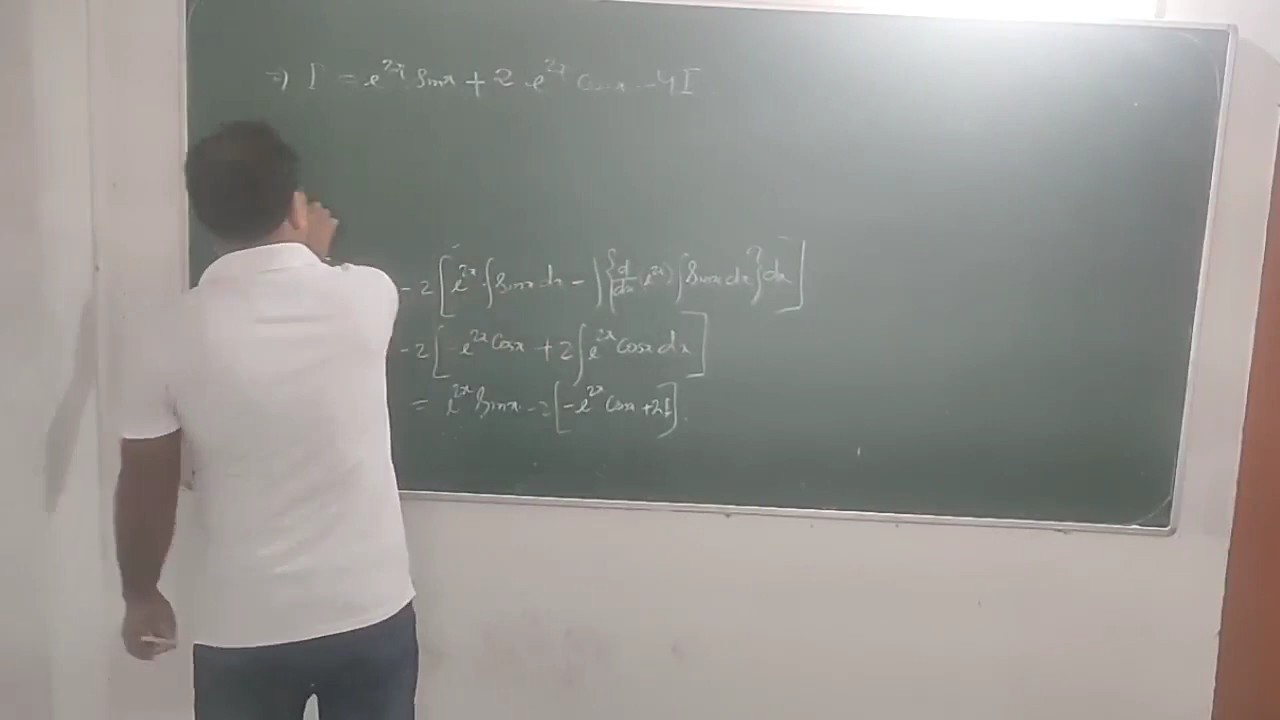 ⇒ I = e^{2x} sinx + 2 e^{2x} cosx - 4I
- 2 [ e^{2x} ∫ sinx dx - ∫ { d/dx (e^{2x}) ∫ sinx dx } dx ]
- 2 [ -e^{2x} cosx + 2 ∫ e^{2x} cosx dx ]
= e^{2x} sinx - 2 [ -e^{2x} cosx + 2I ].